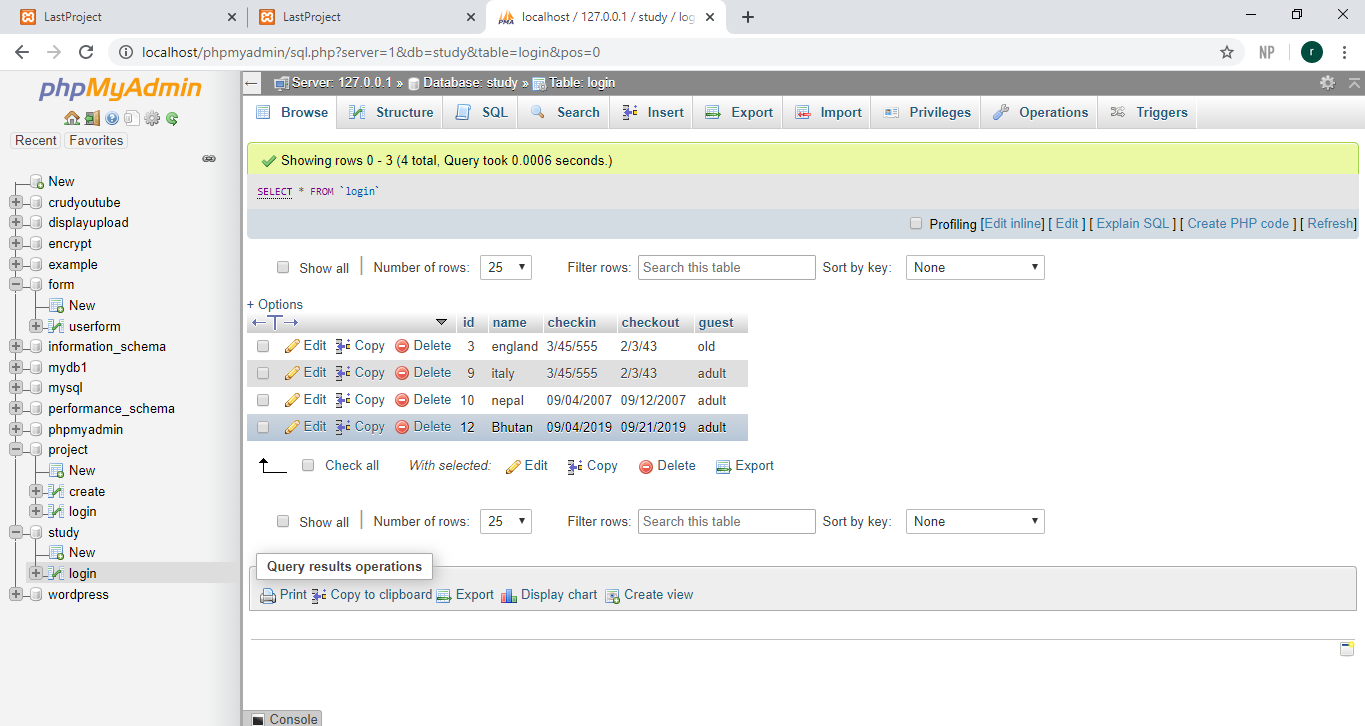 LastProject
LastProject
localhost / 127.0.0.1 / study / log
localhost/phpmyadmin/sql.php?server=1&db=study&table=login&pos=0
NP
r
phpMyAdmin
Recent
Favorites
New
crudyoutube
displayupload
encrypt
example
form
New
userform
information_schema
mydb1
mysql
performance_schema
phpmyadmin
project
New
create
login
study
New
login
wordpress
Server: 127.0.0.1 » Database: study » Table: login
Browse Structure SQL Search Insert Export Import Privileges Operations Triggers
Showing rows 0 - 3 (4 total, Query took 0.0006 seconds.)
SELECT * FROM `login`
Profiling [Edit inline] [ Edit ] [ Explain SQL ] [ Create PHP code ] [ Refresh]
Show all | Number of rows: 25 Filter rows: Search this table Sort by key: None
+ Options
←T→ id name checkin checkout guest
Edit Copy Delete 3 england 3/45/555 2/3/43 old
Edit Copy Delete 9 italy 3/45/555 2/3/43 adult
Edit Copy Delete 10 nepal 09/04/2007 09/12/2007 adult
Edit Copy Delete 12 Bhutan 09/04/2019 09/21/2019 adult
Check all With selected: Edit Copy Delete Export
Show all | Number of rows: 25 Filter rows: Search this table Sort by key: None
Query results operations
Print Copy to clipboard Export Display chart Create view
Console